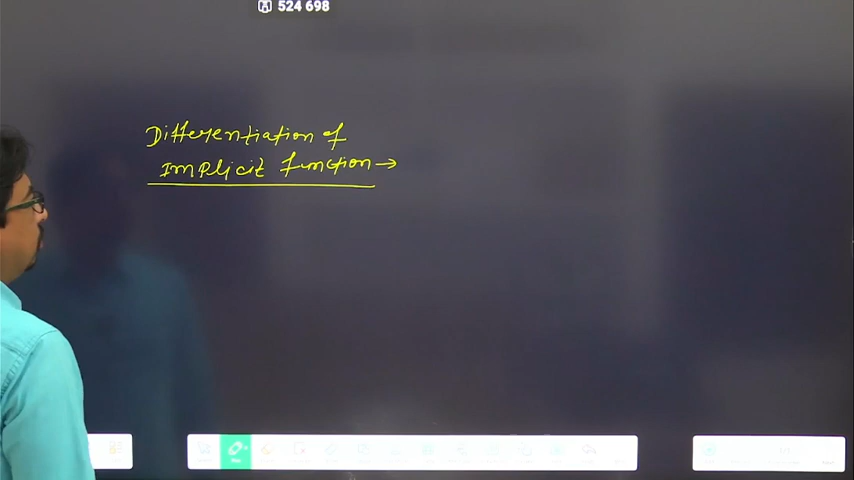 524 698
Differentiation of
Implicit function →